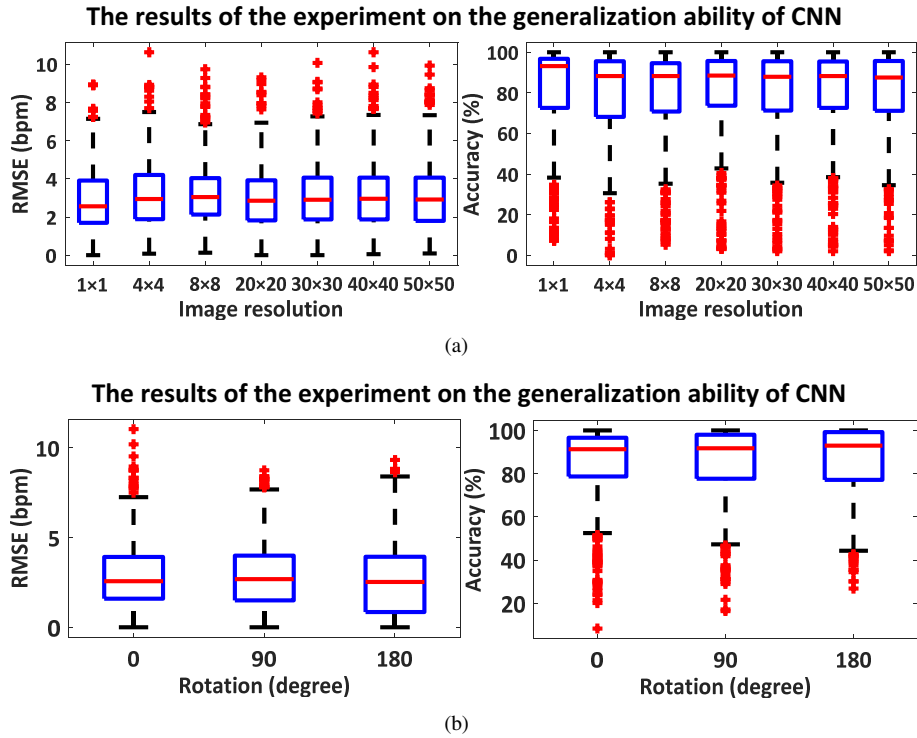 The results of the experiment on the generalization ability of CNN
RMSE (bpm)
10
8
6
4
2
0
1×1 4×4 8×8 20×20 30×30 40×40 50×50
Image resolution
Accuracy (%)
100
80
60
40
20
0
1×1 4×4 8×8 20×20 30×30 40×40 50×50
Image resolution
(a)
The results of the experiment on the generalization ability of CNN
RMSE (bpm)
10
5
0
0 90 180
Rotation (degree)
Accuracy (%)
100
80
60
40
20
0 90 180
Rotation (degree)
(b)